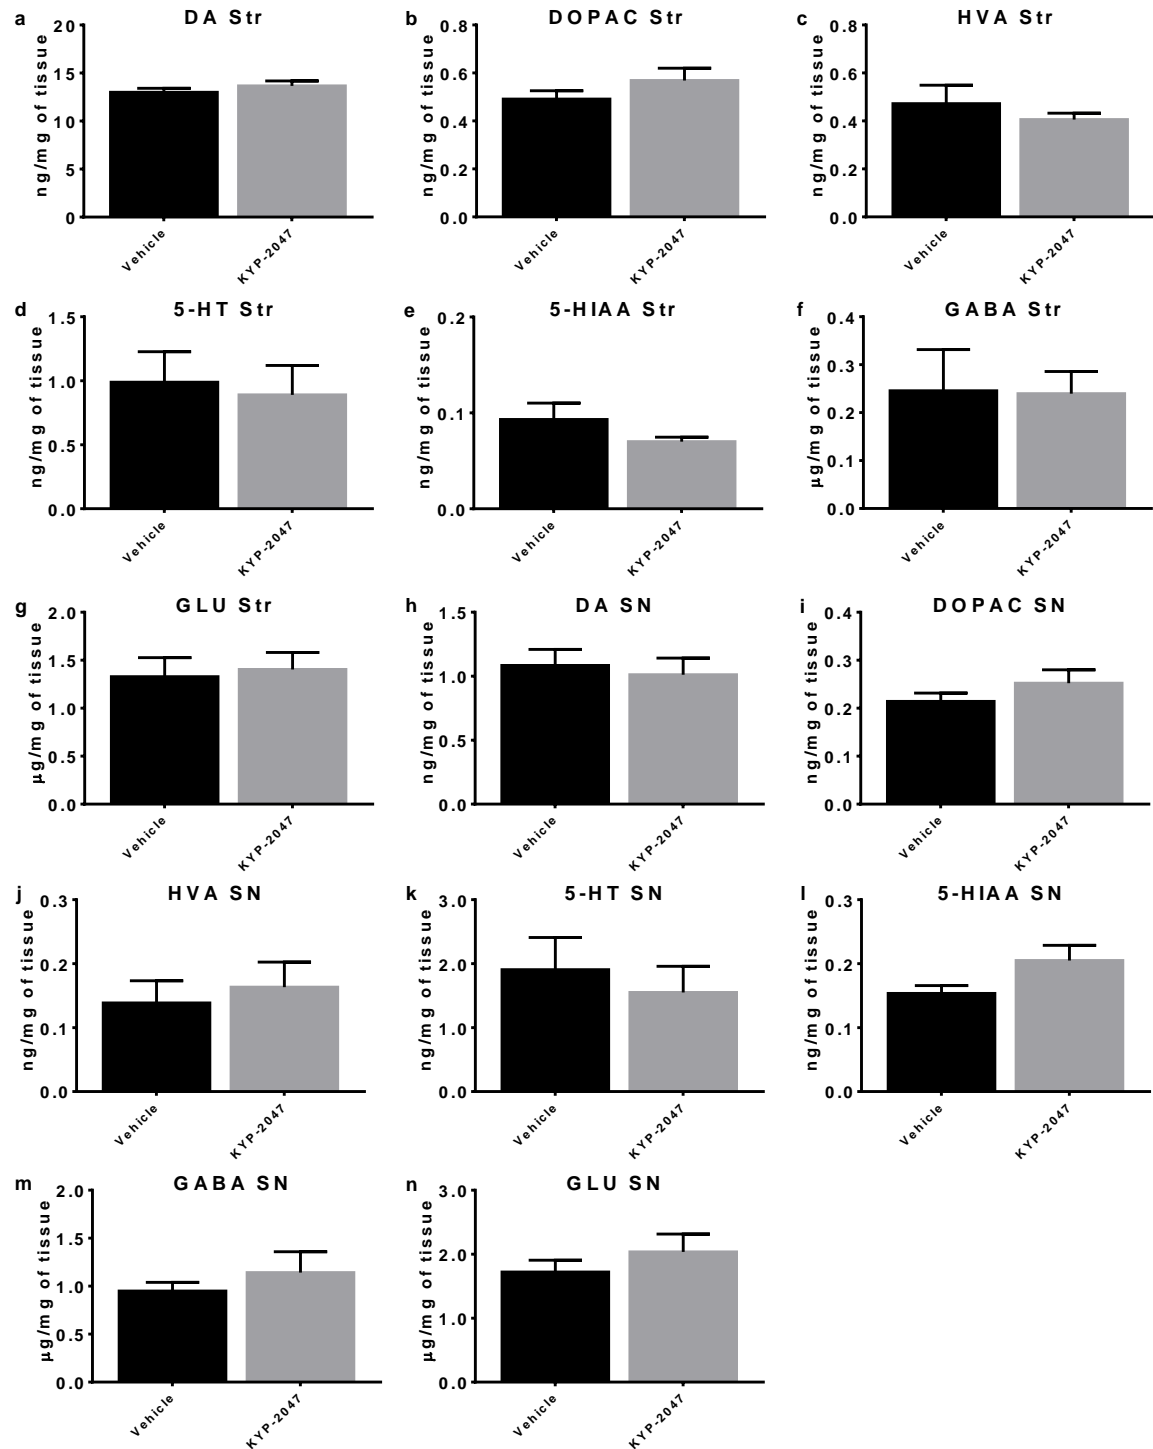 a
DA Str
ng/mg of tissue
20
15
10
5
0
Vehicle
KYP-2047
b
DOPAC Str
ng/mg of tissue
0.8
0.6
0.4
0.2
0.0
Vehicle
KYP-2047
c
HVA Str
ng/mg of tissue
0.8
0.6
0.4
0.2
0.0
Vehicle
KYP-2047
d
5-HT Str
ng/mg of tissue
1.5
1.0
0.5
0.0
Vehicle
KYP-2047
e
5-HIAA Str
ng/mg of tissue
0.2
0.1
0.0
Vehicle
KYP-2047
f
GABA Str
µg/mg of tissue
0.4
0.3
0.2
0.1
0.0
Vehicle
KYP-2047
g
GLU Str
µg/mg of tissue
2.0
1.5
1.0
0.5
0.0
Vehicle
KYP-2047
h
DA SN
ng/mg of tissue
1.5
1.0
0.5
0.0
Vehicle
KYP-2047
i
DOPAC SN
ng/mg of tissue
0.4
0.3
0.2
0.1
0.0
Vehicle
KYP-2047
j
HVA SN
ng/mg of tissue
0.3
0.2
0.1
0.0
Vehicle
KYP-2047
k
5-HT SN
ng/mg of tissue
3.0
2.0
1.0
0.0
Vehicle
KYP-2047
l
5-HIAA SN
ng/mg of tissue
0.3
0.2
0.1
0.0
Vehicle
KYP-2047
m
GABA SN
µg/mg of tissue
2.0
1.5
1.0
0.5
0.0
Vehicle
KYP-2047
n
GLU SN
µg/mg of tissue
3.0
2.0
1.0
0.0
Vehicle
KYP-2047